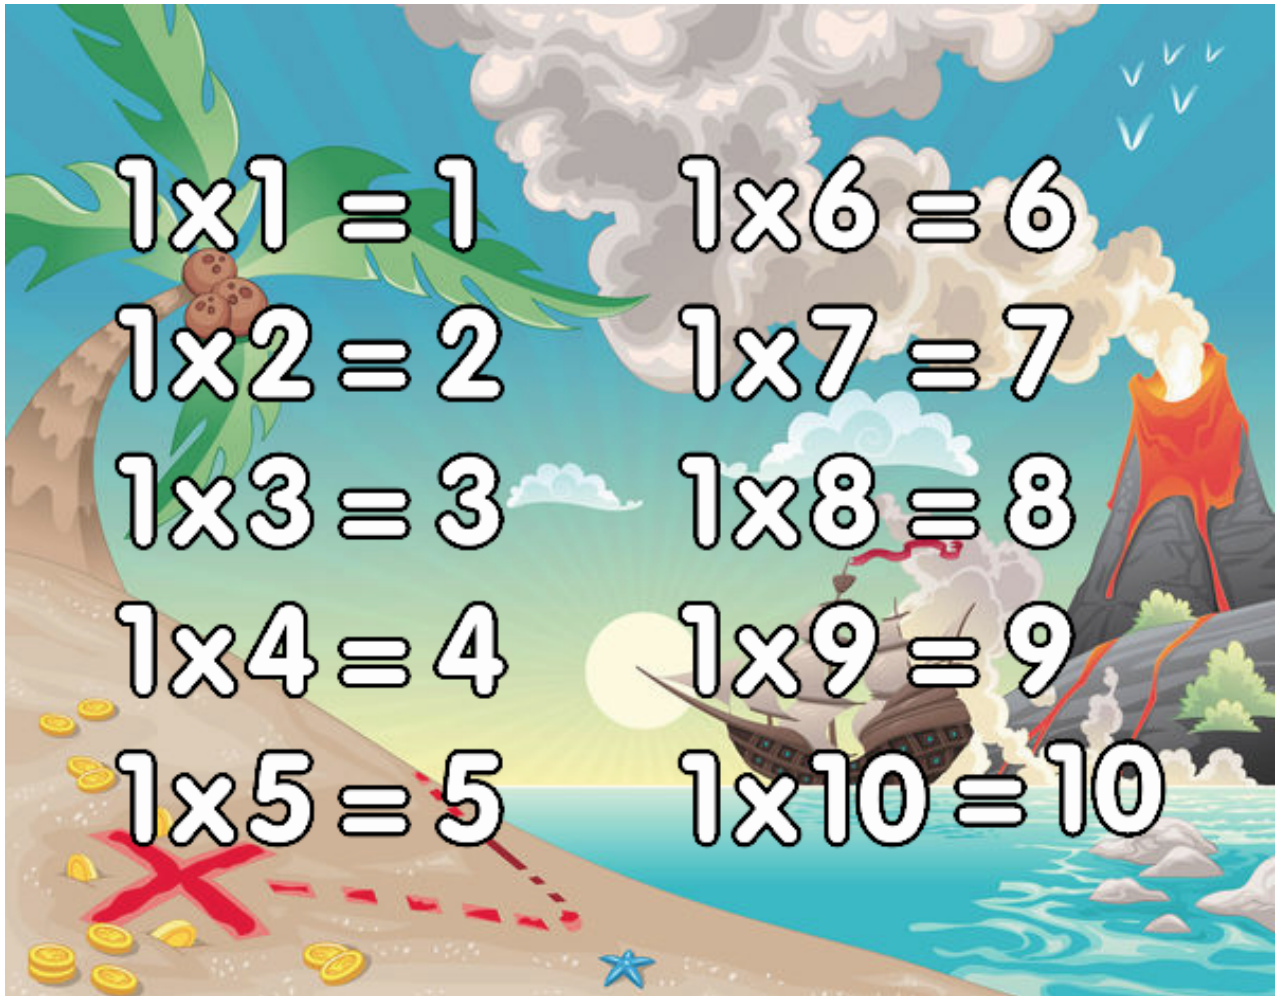 1x1 = 1
1x2 = 2
1x3 = 3
1x4 = 4
1x5 = 5
1x6 = 6
1x7 = 7
1x8 = 8
1x9 = 9
1x10 = 10